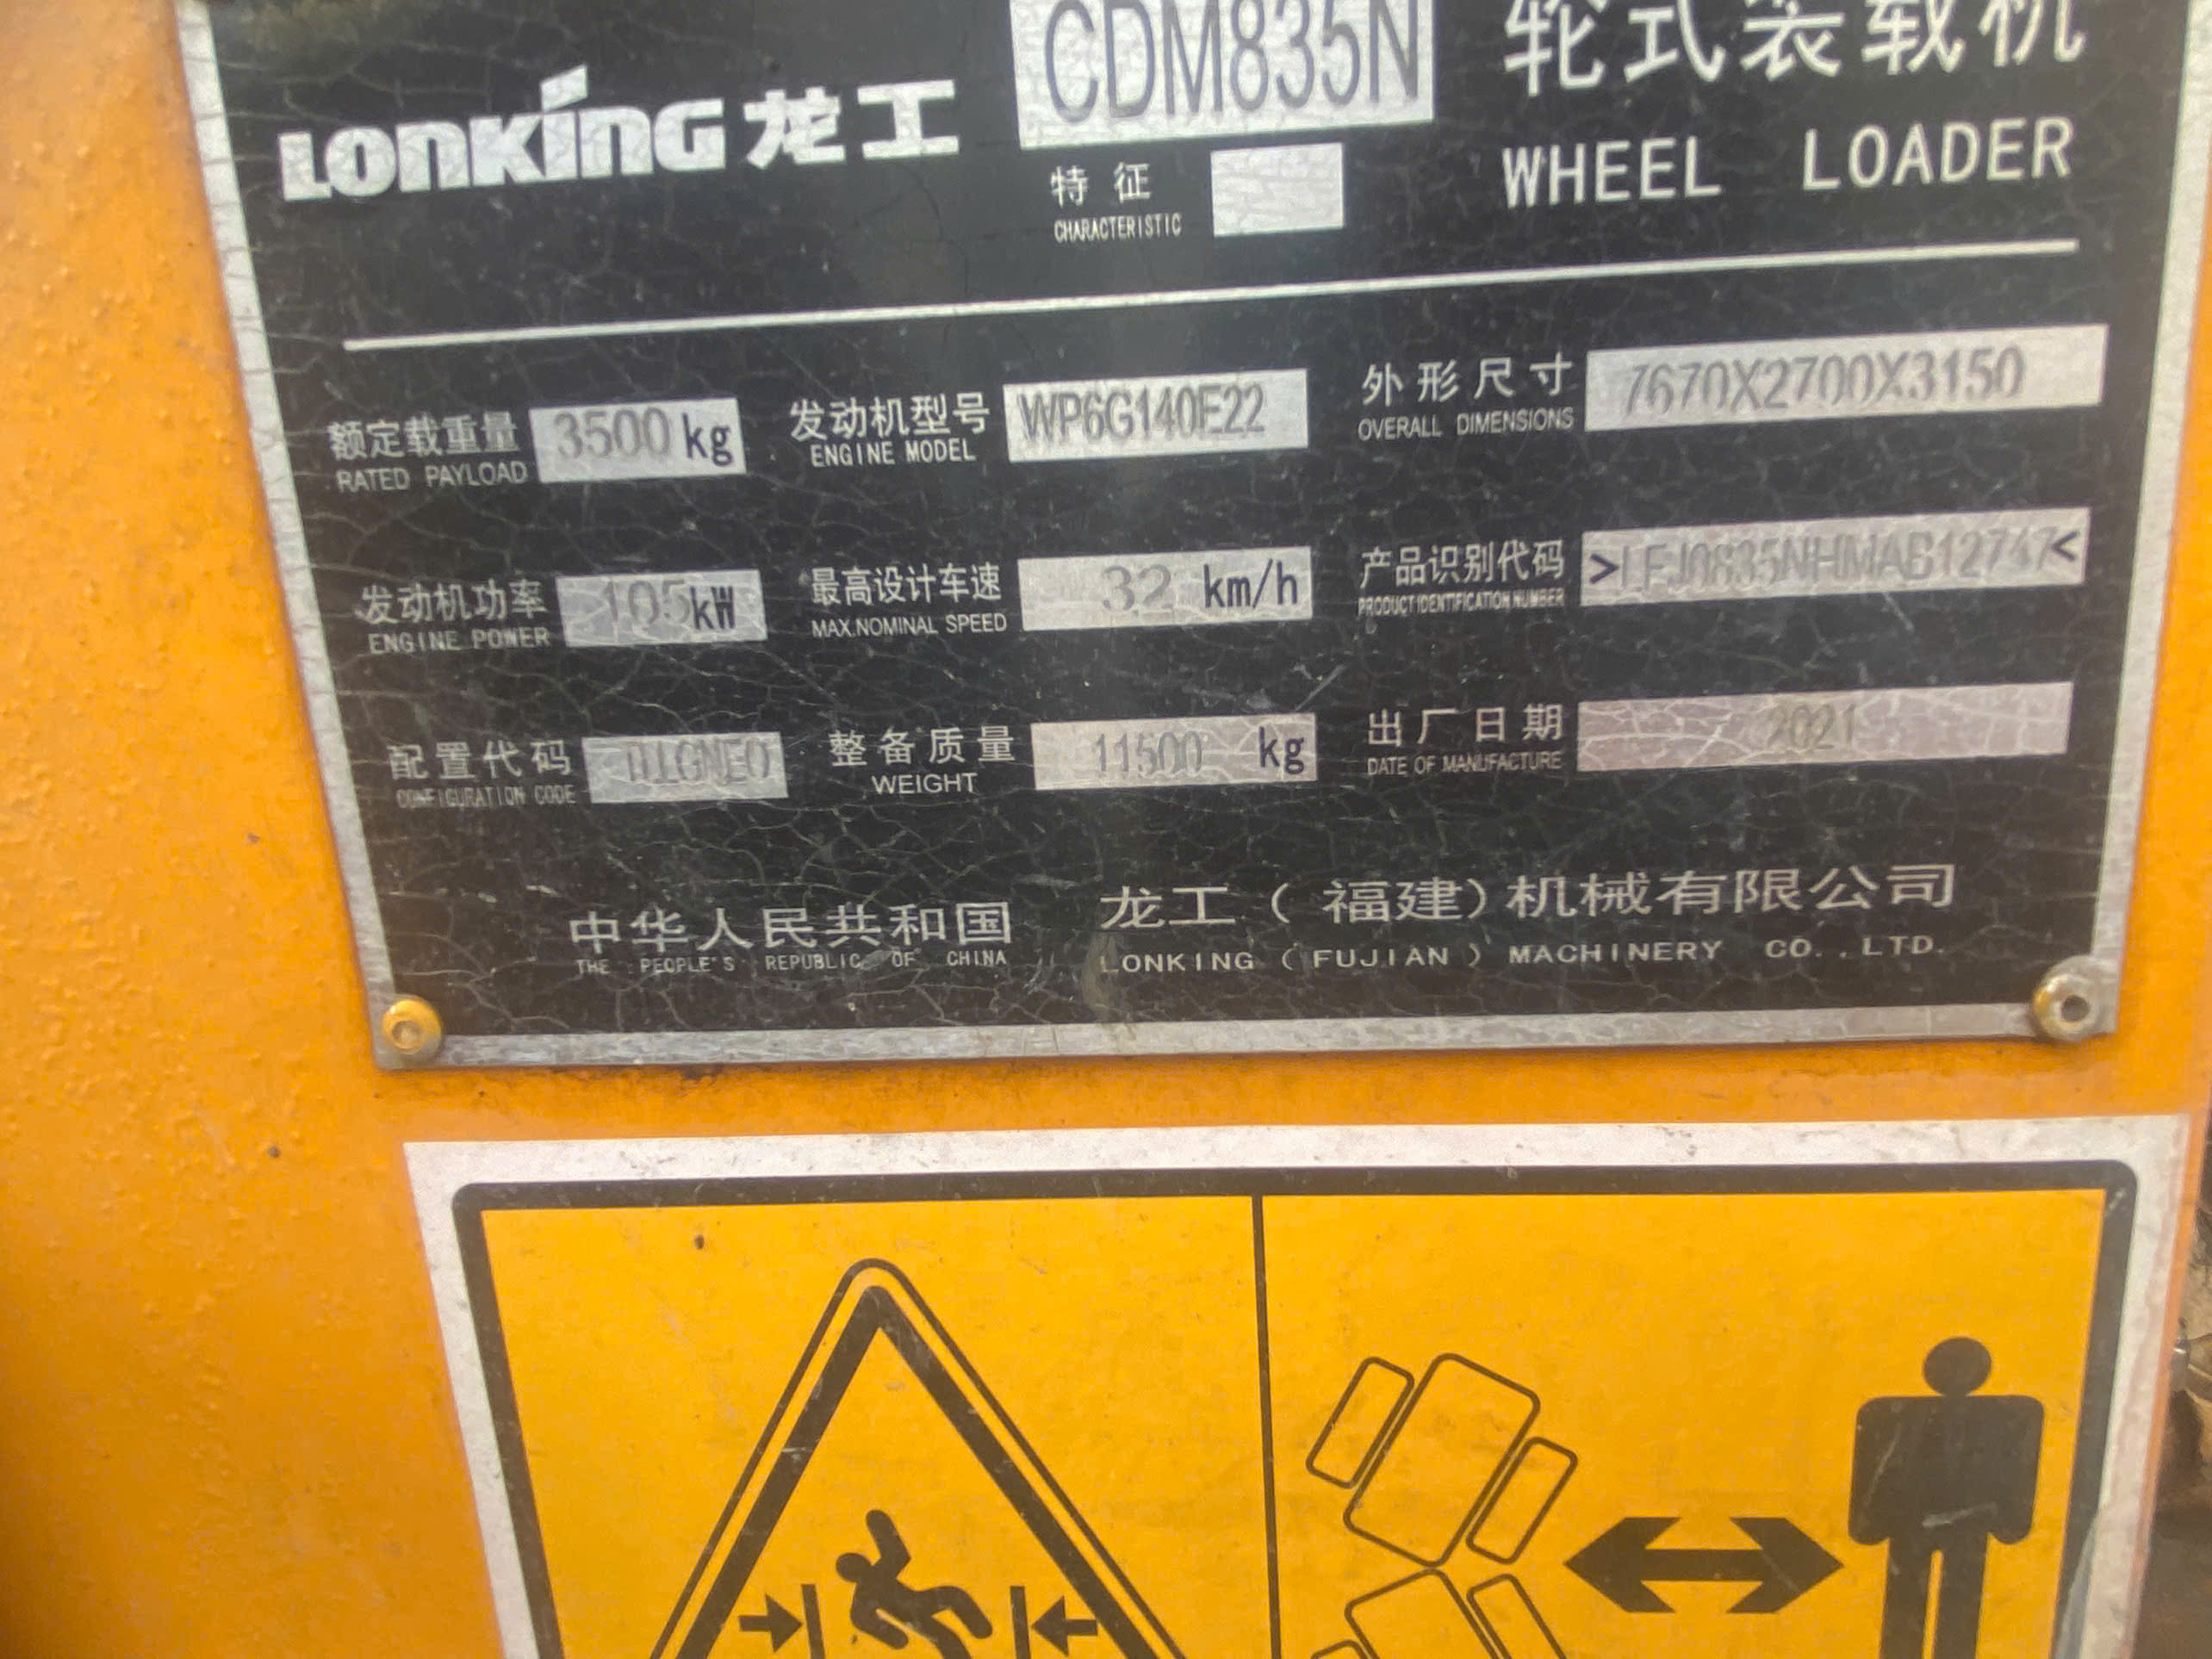 LONKING 龙工 CDM835N 轮式装载机
特征
CHARACTERISTIC
WHEEL LOADER
额定载重量 3500 kg 发动机型号 WP6G140E22 外形尺寸 7670X2700X3150
RATED PAYLOAD ENGINE MODEL OVERALL DIMENSIONS
发动机功率 105 kW 最高设计车速 32 km/h 产品识别代码
ENGINE POWER MAX.NOMINAL SPEED PRODUCT IDENTIFICATION NUMBER
配置代码 整备质量 11500 kg 出厂日期 2021
CONFIGURATION CODE WEIGHT DATE OF MANUFACTURE
中华人民共和国 龙工（福建）机械有限公司
THE PEOPLE'S REPUBLIC OF CHINA LONKING (FUJIAN) MACHINERY CO.,LTD.